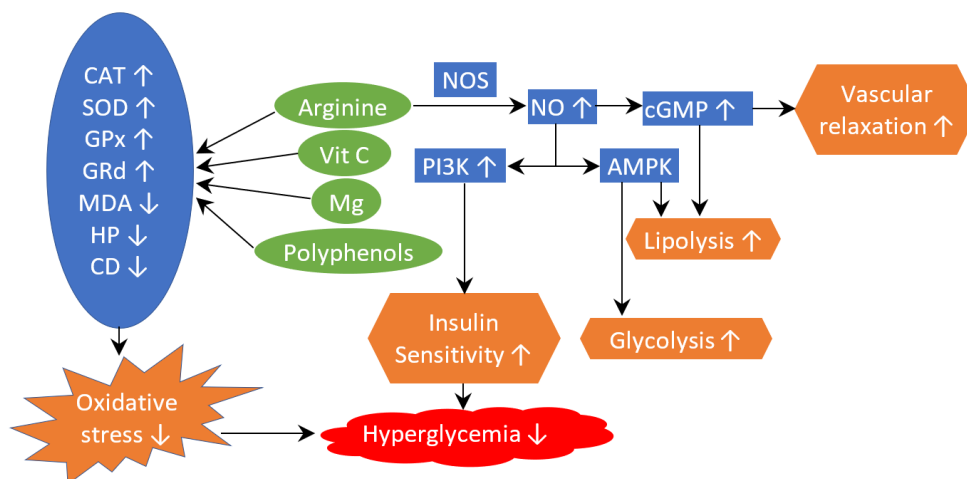 CAT ↑
SOD ↑
GPx ↑
GRd ↑
MDA ↓
HP ↓
CD ↓
Arginine
Vit C
Mg
Polyphenols
NOS
NO ↑
cGMP ↑
Vascular
relaxation ↑
PI3K ↑
AMPK
Lipolysis ↑
Glycolysis ↑
Insulin
Sensitivity ↑
Oxidative
stress ↓
Hyperglycemia ↓